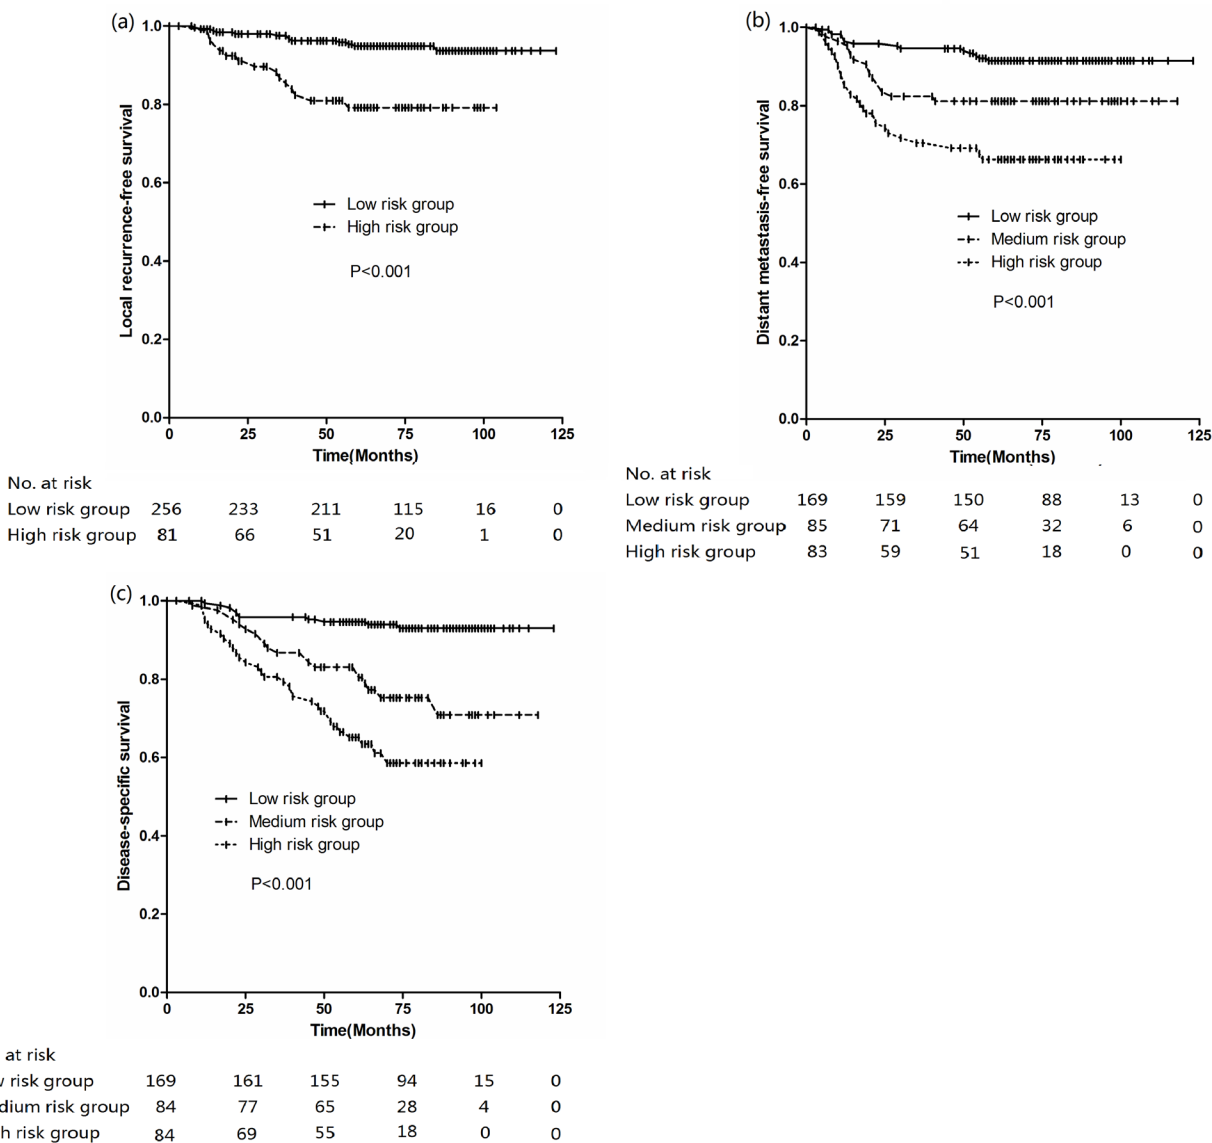 (a)
Local recurrence-free survival
1.0
0.8
0.6
0.4
0.2
0.0
Low risk group
High risk group
P<0.001
0 25 50 75 100 125
Time(Months)
No. at risk
Low risk group 256 233 211 115 16 0
High risk group 81 66 51 20 1 0
(b)
Distant metastasis-free survival
1.0
0.8
0.6
0.4
0.2
0.0
Low risk group
Medium risk group
High risk group
P<0.001
0 25 50 75 100 125
Time(Months)
No. at risk
Low risk group 169 159 150 88 13 0
Medium risk group 85 71 64 32 6 0
High risk group 83 59 51 18 0 0
(c)
Disease-specific survival
1.0
0.8
0.6
0.4
0.2
0.0
Low risk group
Medium risk group
High risk group
P<0.001
0 25 50 75 100 125
Time(Months)
at risk
risk group 169 161 155 94 15 0
dium risk group 84 77 65 28 4 0
h risk group 84 69 55 18 0 0